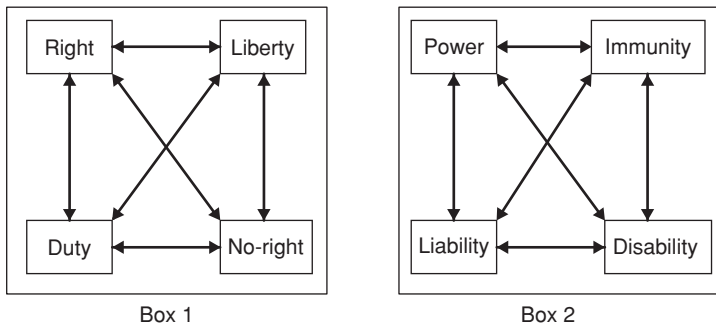 Right Liberty
Duty No-right
Box 1
Power Immunity
Liability Disability
Box 2